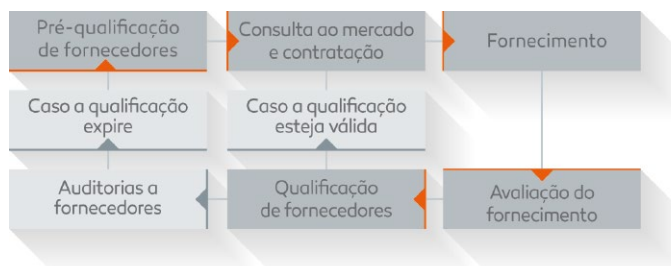 Pré-qualificação
de fornecedores
Consulta ao mercado
e contratação
Fornecimento
Caso a qualificação
expire
Caso a qualificação
esteja válida
Auditorias a
fornecedores
Qualificação
de fornecedores
Avaliação do
fornecimento